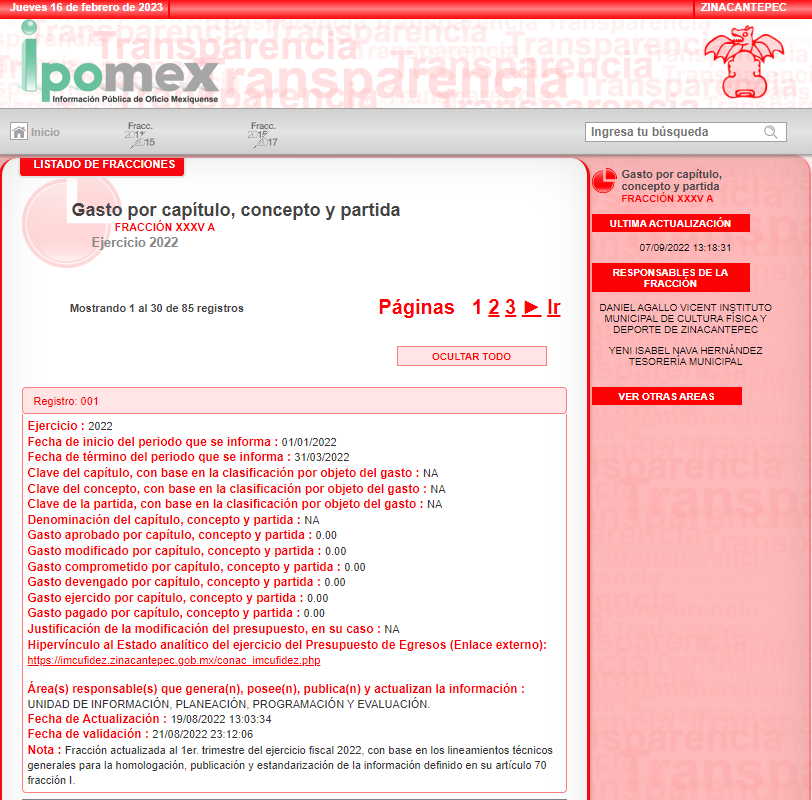 Jueves 16 de febrero de 2023
ZINACANTEPEC
Transparencia
ipomex
Información Pública de Oficio Mexiquense
Inicio
Fracc.
Fracc.
Ingresa tu búsqueda
LISTADO DE FRACCIONES
Gasto por capítulo, concepto y partida
FRACCIÓN XXXV A
Ejercicio 2022
Mostrando 1 al 30 de 85 registros
Páginas 1 2 3 ► Ir
OCULTAR TODO
Registro: 001
Ejercicio : 2022
Fecha de inicio del periodo que se informa : 01/01/2022
Fecha de término del periodo que se informa : 31/03/2022
Clave del capítulo, con base en la clasificación por objeto del gasto : NA
Clave del concepto, con base en la clasificación por objeto del gasto : NA
Clave de la partida, con base en la clasificación por objeto del gasto : NA
Denominación del capítulo, concepto y partida : NA
Gasto aprobado por capítulo, concepto y partida : 0.00
Gasto modificado por capítulo, concepto y partida : 0.00
Gasto comprometido por capítulo, concepto y partida : 0.00
Gasto devengado por capítulo, concepto y partida : 0.00
Gasto ejercido por capítulo, concepto y partida : 0.00
Gasto pagado por capítulo, concepto y partida : 0.00
Justificación de la modificación del presupuesto, en su caso : NA
Hipervínculo al Estado analítico del ejercicio del Presupuesto de Egresos (Enlace externo):
https://imcufidez.zinacantepec.gob.mx/conac_imcufidez.php
Área(s) responsable(s) que genera(n), posee(n), publica(n) y actualizan la información :
UNIDAD DE INFORMACIÓN, PLANEACIÓN, PROGRAMACIÓN Y EVALUACIÓN.
Fecha de Actualización : 19/08/2022 13:03:34
Fecha de validación : 21/08/2022 23:12:06
Nota : Fracción actualizada al 1er. trimestre del ejercicio fiscal 2022, con base en los lineamientos técnicos
generales para la homologación, publicación y estandarización de la información definido en su artículo 70
fracción I.
Gasto por capítulo,
concepto y partida
FRACCIÓN XXXV A
ULTIMA ACTUALIZACIÓN
07/09/2022 13:18:31
RESPONSABLES DE LA
FRACCIÓN
DANIEL AGALLO VICENT INSTITUTO
MUNICIPAL DE CULTURA FÍSICA Y
DEPORTE DE ZINACANTEPEC
YENI ISABEL NAVA HERNÁNDEZ
TESORERÍA MUNICIPAL
VER OTRAS AREAS